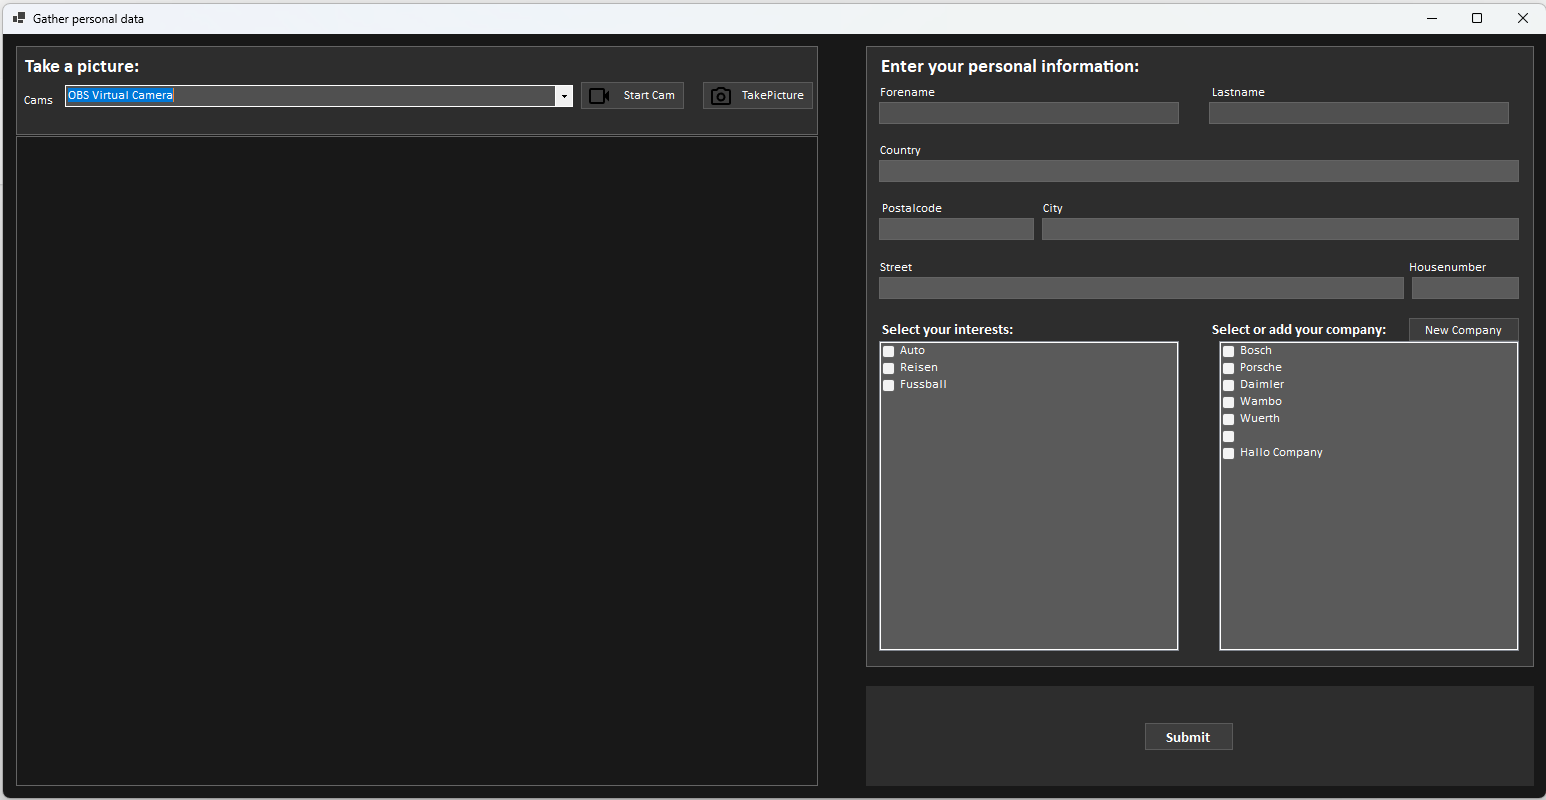 Gather personal data
Take a picture:
Cams
OBS Virtual Camera
Start Cam
TakePicture
Enter your personal information:
Forename
Lastname
Country
Postalcode
City
Street
Housenumber
Select your interests:
Auto
Reisen
Fussball
Select or add your company:
New Company
Bosch
Porsche
Daimler
Wambo
Wuerth
Hallo Company
Submit